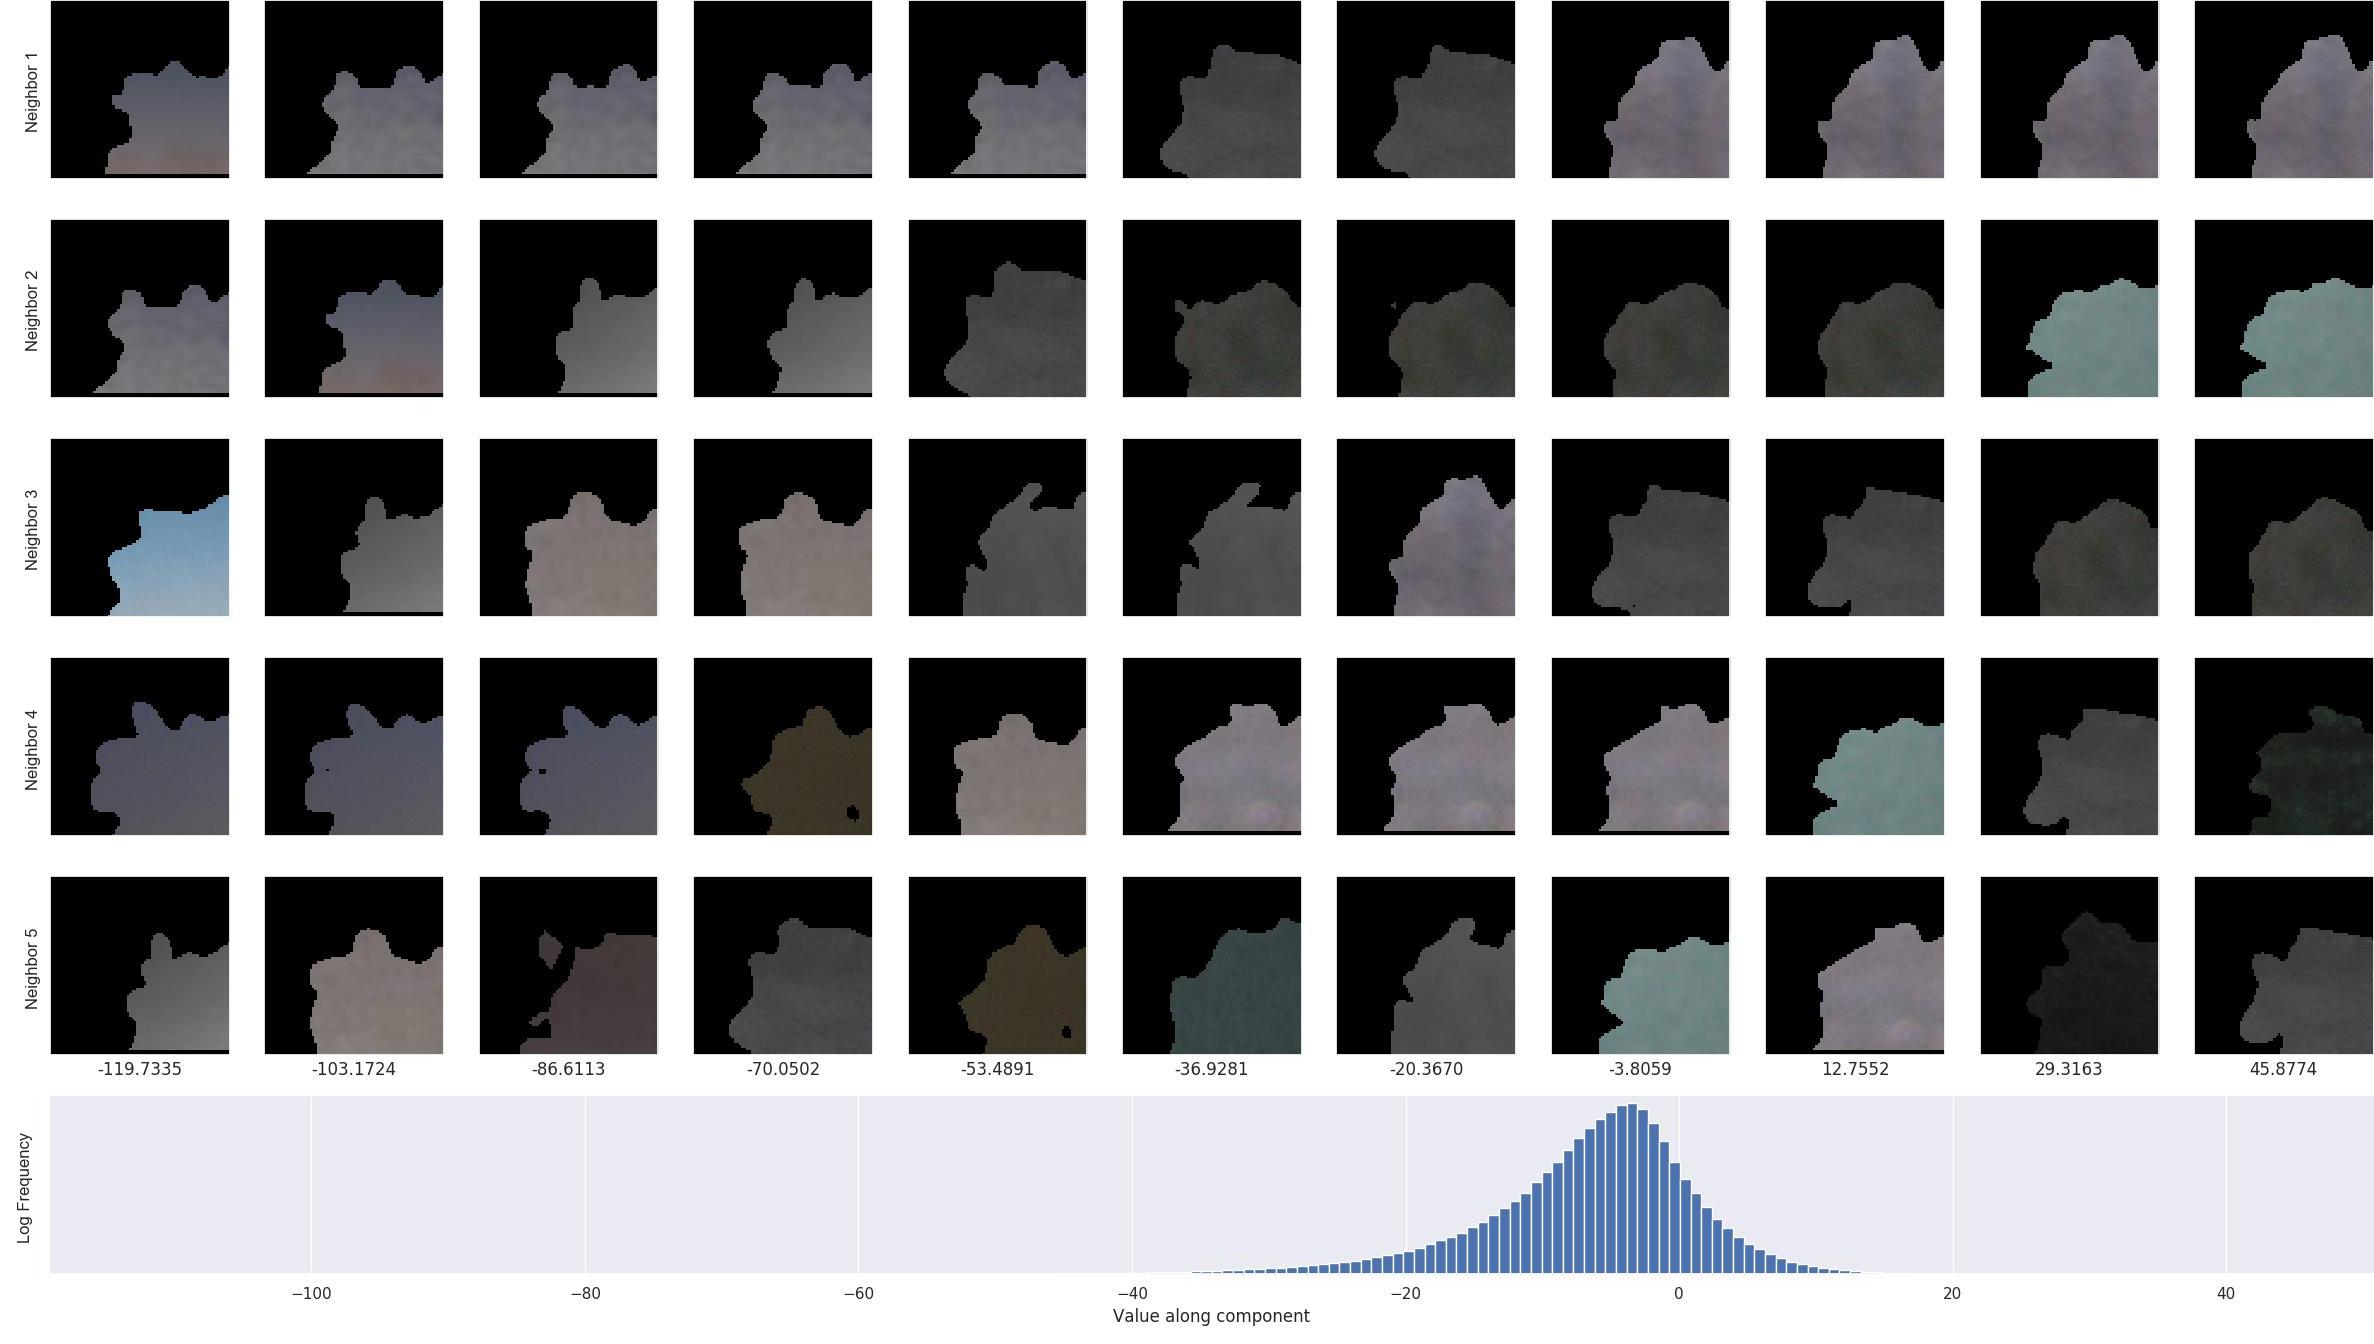 Neighbor 1
Neighbor 2
Neighbor 3
Neighbor 4
Neighbor 5
-119.7335 -103.1724 -86.6113 -70.0502 -53.4891 -36.9281 -20.3670 -3.8059 12.7552 29.3163 45.8774
Log Frequency
−100 −80 −60 −40 −20 0 20 40
Value along component